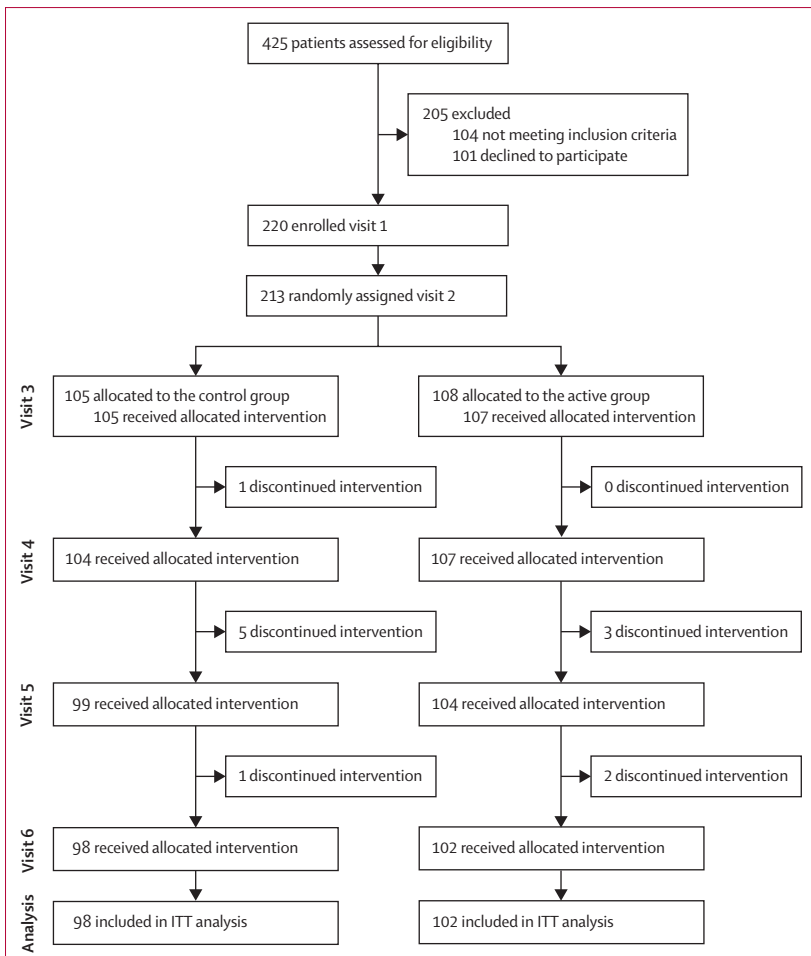 425 patients assessed for eligibility
205 excluded
104 not meeting inclusion criteria
101 declined to participate
220 enrolled visit 1
213 randomly assigned visit 2
Visit 3
105 allocated to the control group
105 received allocated intervention
108 allocated to the active group
107 received allocated intervention
1 discontinued intervention
0 discontinued intervention
Visit 4
104 received allocated intervention
107 received allocated intervention
5 discontinued intervention
3 discontinued intervention
Visit 5
99 received allocated intervention
104 received allocated intervention
1 discontinued intervention
2 discontinued intervention
Visit 6
98 received allocated intervention
102 received allocated intervention
Analysis
98 included in ITT analysis
102 included in ITT analysis